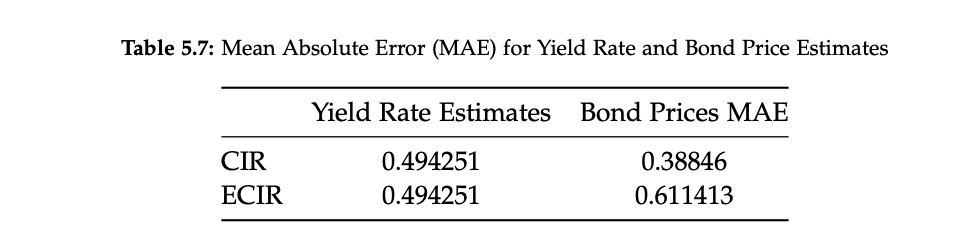 Table 5.7: Mean Absolute Error (MAE) for Yield Rate and Bond Price Estimates
Yield Rate Estimates Bond Prices MAE
CIR 0.494251 0.38846
ECIR 0.494251 0.611413